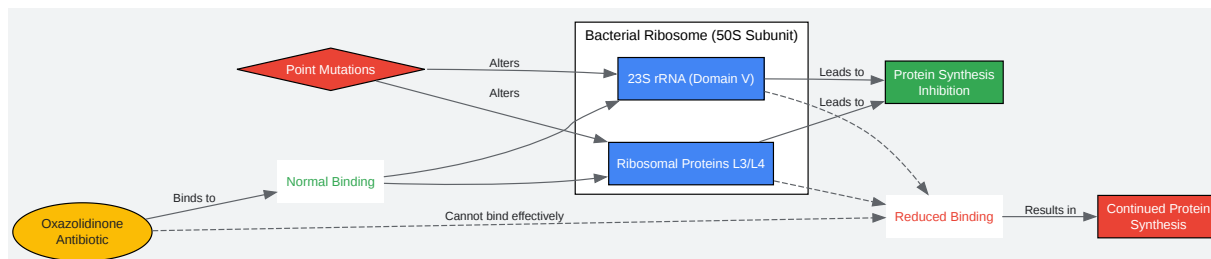 Bacterial Ribosome (50S Subunit)
Point Mutations
Alters
Alters
23S rRNA (Domain V)
Leads to
Leads to
Protein Synthesis
Inhibition
Ribosomal Proteins L3/L4
Normal Binding
Binds to
Oxazolidinone
Antibiotic
Cannot bind effectively
Reduced Binding
Results in
Continued Protein
Synthesis